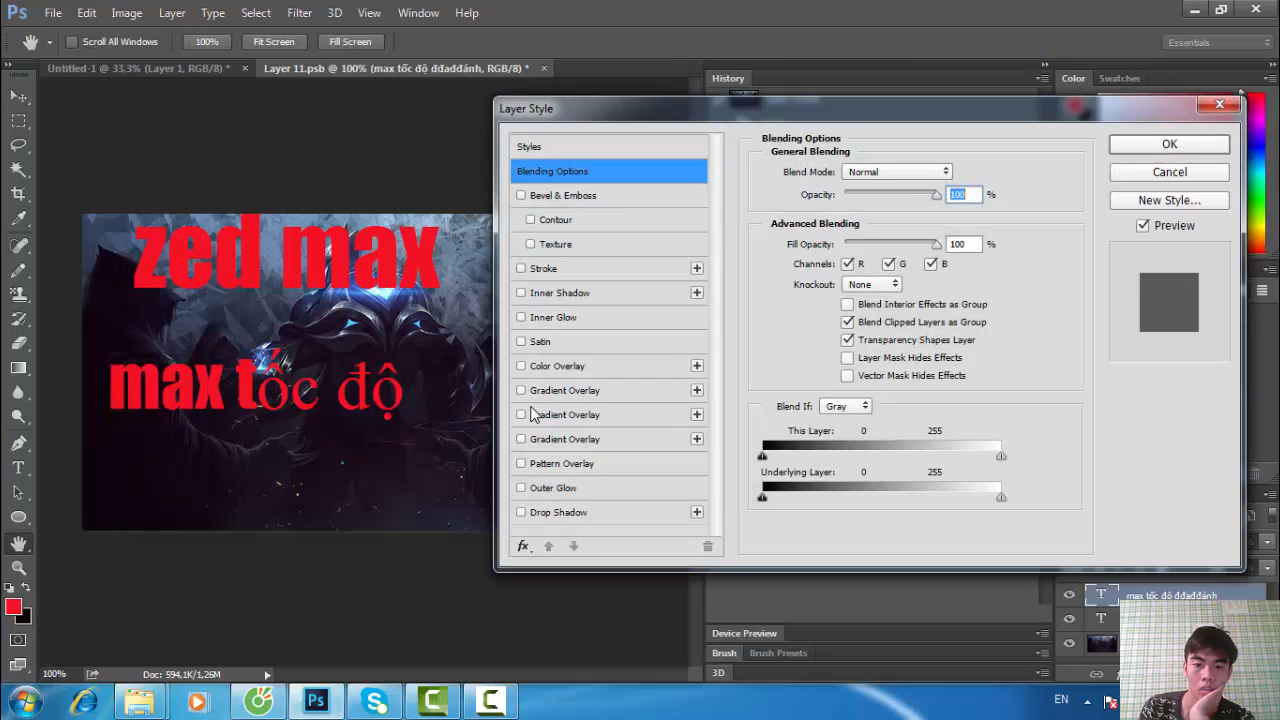 Ps File Edit Image Layer Type Select Filter 3D View Window Help
Scroll All Windows 100% Fit Screen Fill Screen Essentials
Untitled-1 @ 33,3% (Layer 1, RGB/8) * × Layer 11.psb @ 100% (max tốc độ đđađđánh, RGB/8) * ×
History
Color Swatches
Layer Style
Styles
Blending Options
Bevel & Emboss
Contour
Texture
Stroke
Inner Shadow
Inner Glow
Satin
Color Overlay
Gradient Overlay
Gradient Overlay
Gradient Overlay
Pattern Overlay
Outer Glow
Drop Shadow
fx
Blending Options
General Blending
Blend Mode: Normal
Opacity: 100 %
Advanced Blending
Fill Opacity: 100 %
Channels: R G B
Knockout: None
Blend Interior Effects as Group
Blend Clipped Layers as Group
Transparency Shapes Layer
Layer Mask Hides Effects
Vector Mask Hides Effects
Blend If: Gray
This Layer: 0 255
Underlying Layer: 0 255
OK
Cancel
New Style...
Preview
zed max
max tốc độ
T max tốc độ đđađđánh
T
Device Preview
Brush Brush Presets
3D
100% Doc: 594,1K/1,26M
EN